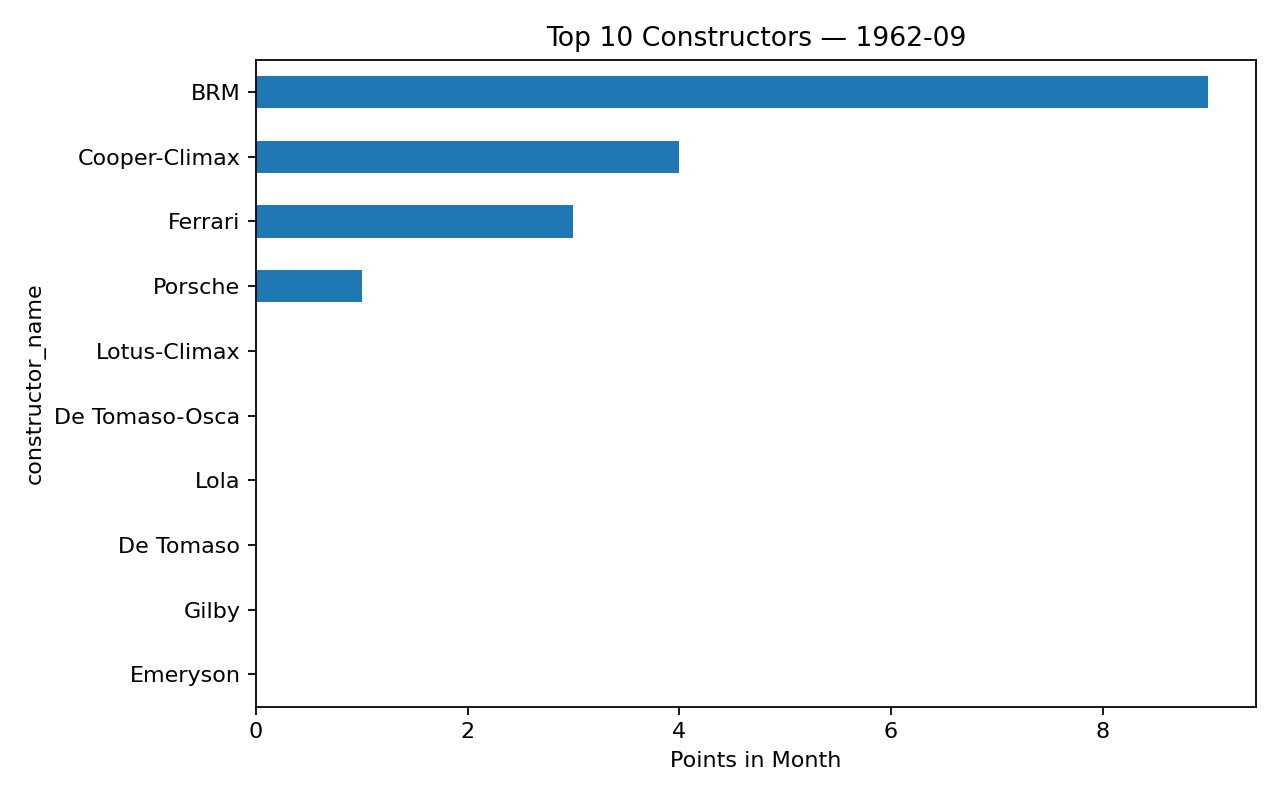 Top 10 Constructors — 1962-09
constructor_name
BRM
Cooper-Climax
Ferrari
Porsche
Lotus-Climax
De Tomaso-Osca
Lola
De Tomaso
Gilby
Emeryson
0 2 4 6 8
Points in Month